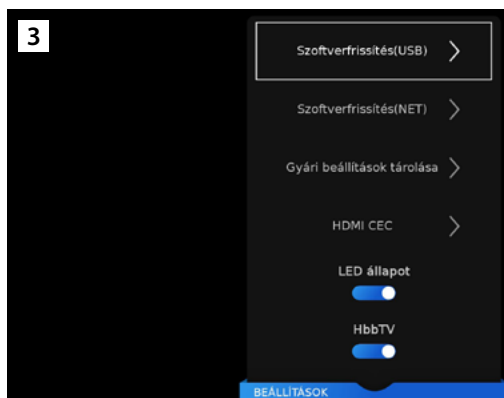 3
Szoftverfrissítés(USB)
Szoftverfrissítés(NET)
Gyári beállítások tárolása
HDMI CEC
LED állapot
HbbTV
BEÁLLÍTÁSOK